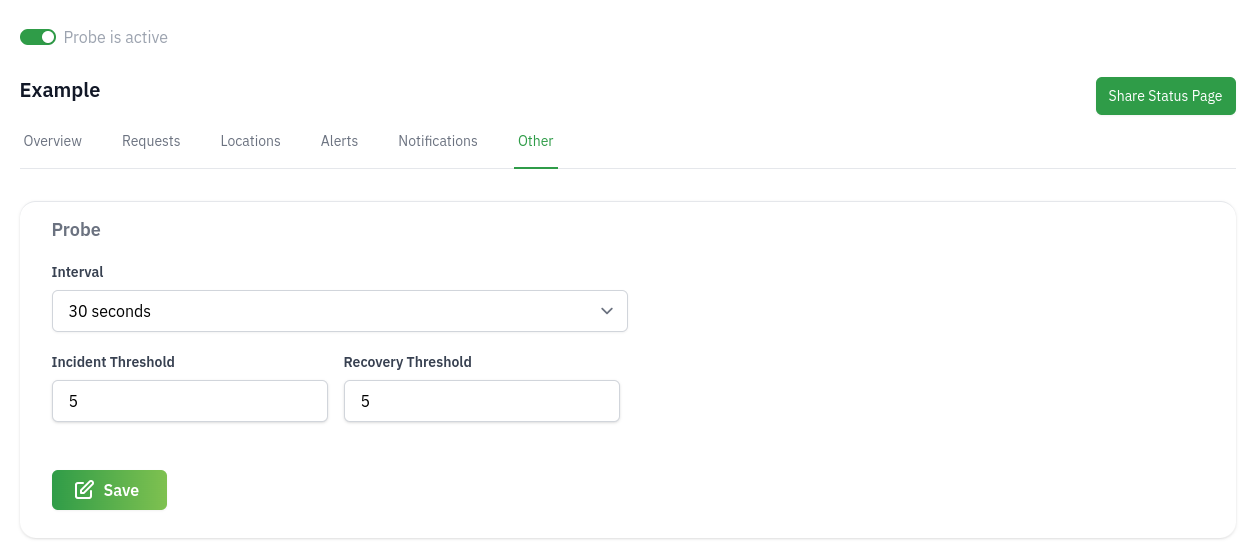 Probe is active
Example
Share Status Page
Overview Requests Locations Alerts Notifications Other
Probe
Interval
30 seconds
Incident Threshold Recovery Threshold
5 5
Save